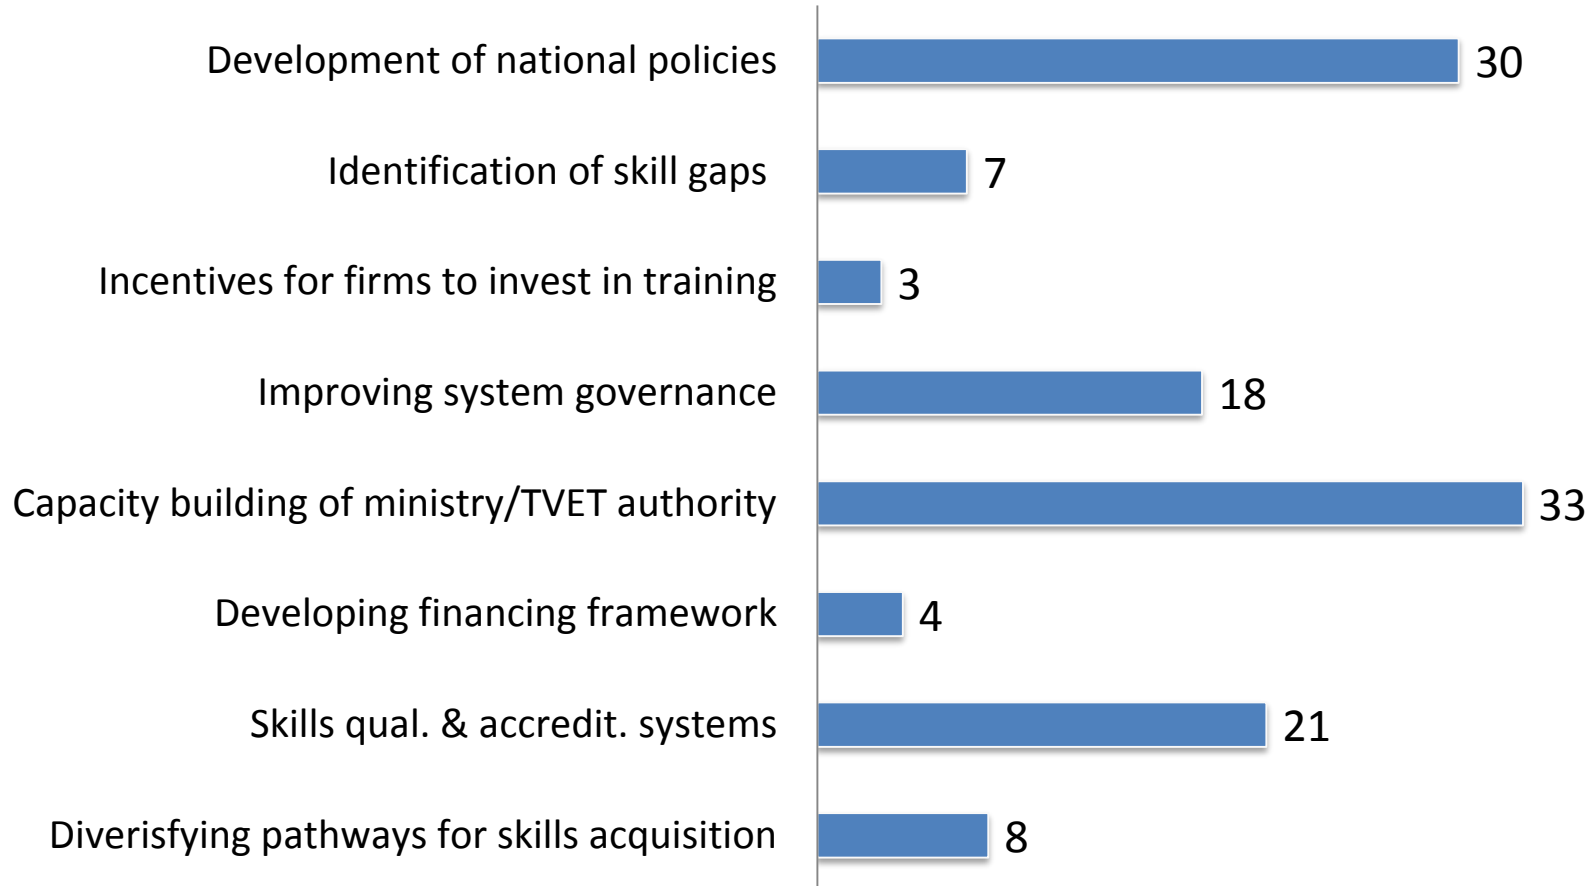 Development of national policies 30
Identification of skill gaps 7
Incentives for firms to invest in training 3
Improving system governance 18
Capacity building of ministry/TVET authority 33
Developing financing framework 4
Skills qual. & accredit. systems 21
Diverisfying pathways for skills acquisition 8